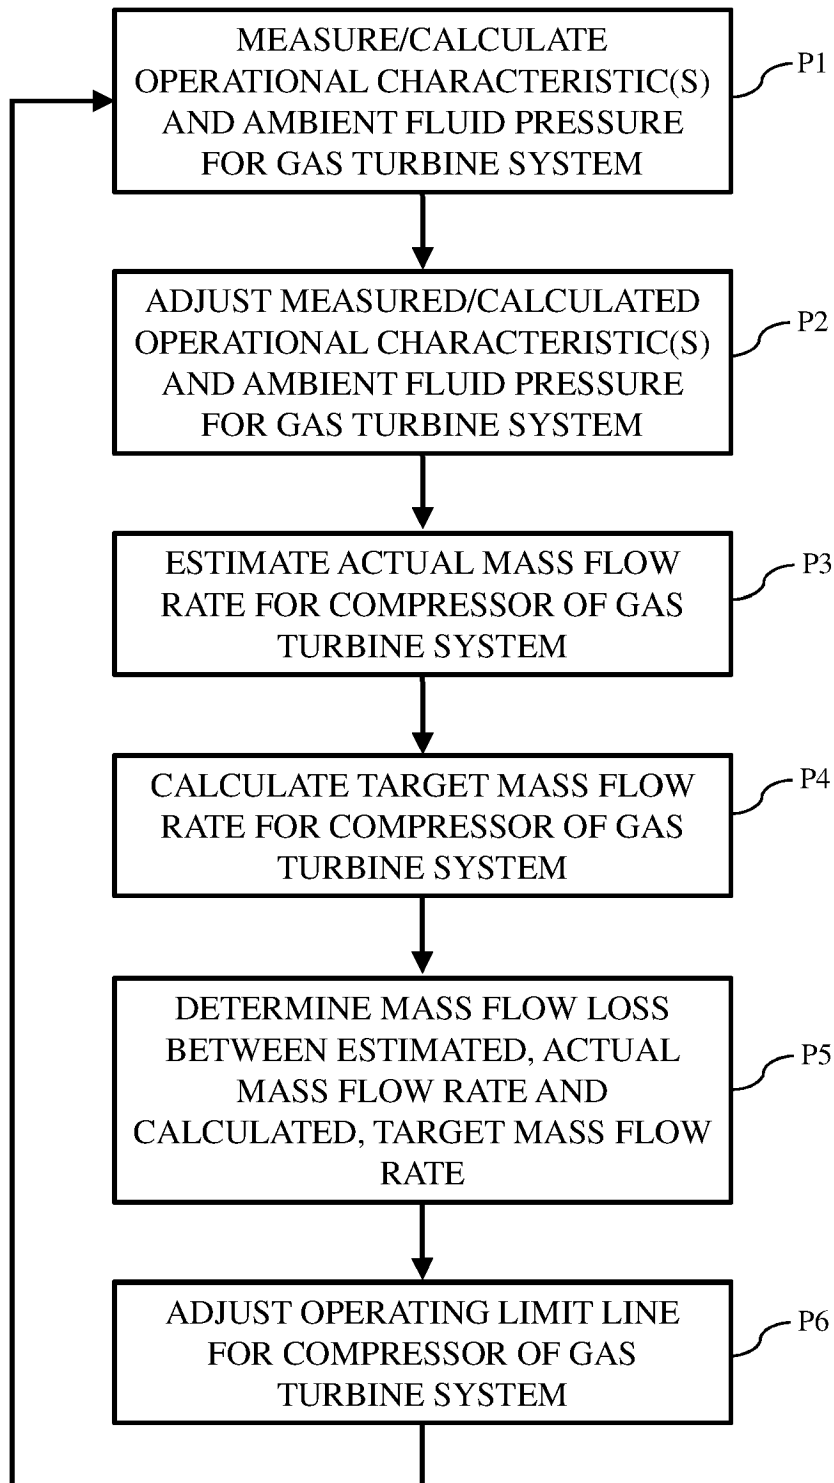 MEASURE/CALCULATE
OPERATIONAL CHARACTERISTIC(S)
AND AMBIENT FLUID PRESSURE
FOR GAS TURBINE SYSTEM
P1
ADJUST MEASURED/CALCULATED
OPERATIONAL CHARACTERISTIC(S)
AND AMBIENT FLUID PRESSURE
FOR GAS TURBINE SYSTEM
P2
ESTIMATE ACTUAL MASS FLOW
RATE FOR COMPRESSOR OF GAS
TURBINE SYSTEM
P3
CALCULATE TARGET MASS FLOW
RATE FOR COMPRESSOR OF GAS
TURBINE SYSTEM
P4
DETERMINE MASS FLOW LOSS
BETWEEN ESTIMATED, ACTUAL
MASS FLOW RATE AND
CALCULATED, TARGET MASS FLOW
RATE
P5
ADJUST OPERATING LIMIT LINE
FOR COMPRESSOR OF GAS
TURBINE SYSTEM
P6